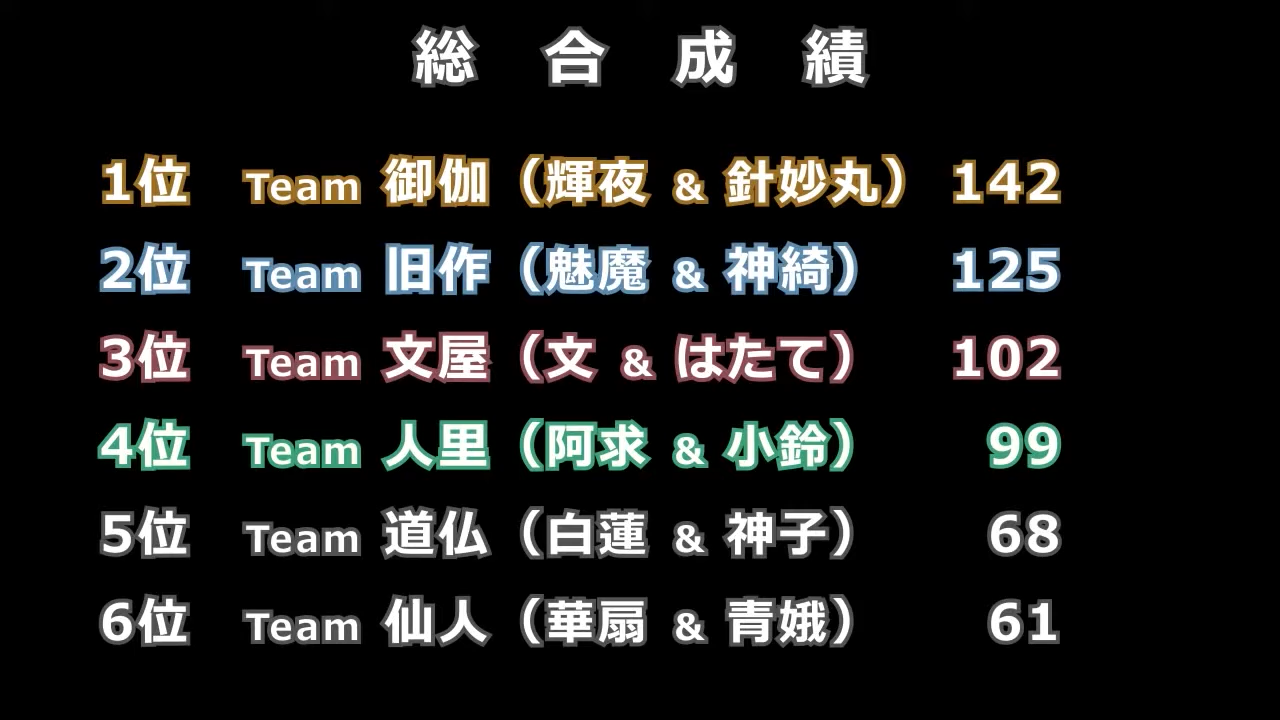 総合成績
1位 Team 御伽（輝夜 & 針妙丸） 142
2位 Team 旧作（魅魔 & 神綺） 125
3位 Team 文屋（文 & はたて） 102
4位 Team 人里（阿求 & 小鈴） 99
5位 Team 道仏（白蓮 & 神子） 68
6位 Team 仙人（華扇 & 青娥） 61